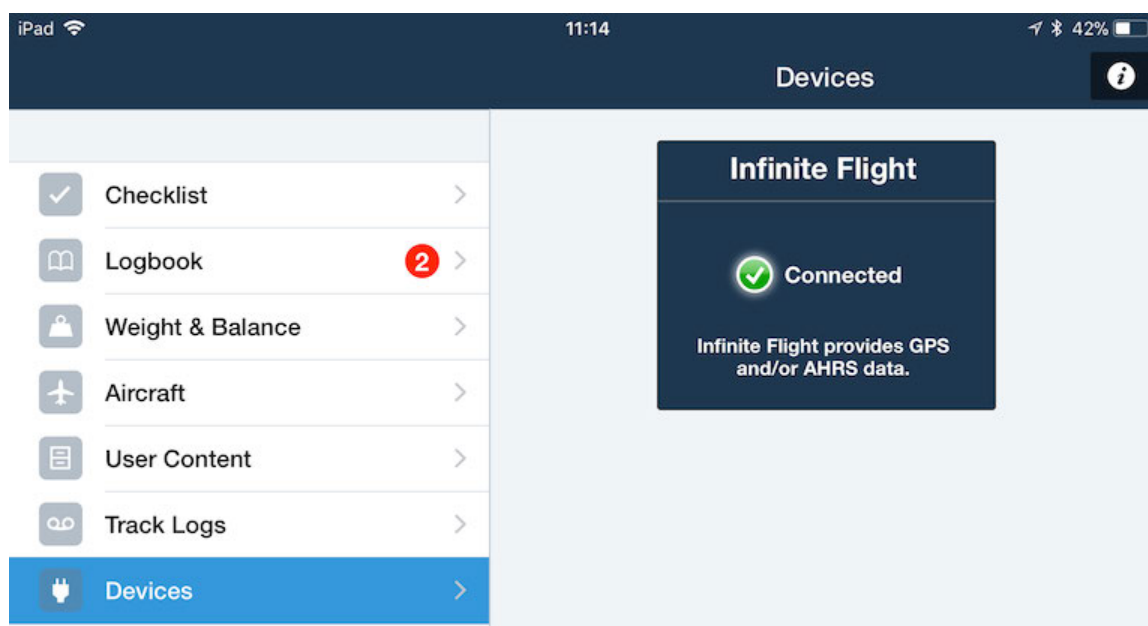 iPad 11:14 42%
Devices
Checklist
Logbook 2
Weight & Balance
Aircraft
User Content
Track Logs
Devices
Infinite Flight
Connected
Infinite Flight provides GPS
and/or AHRS data.